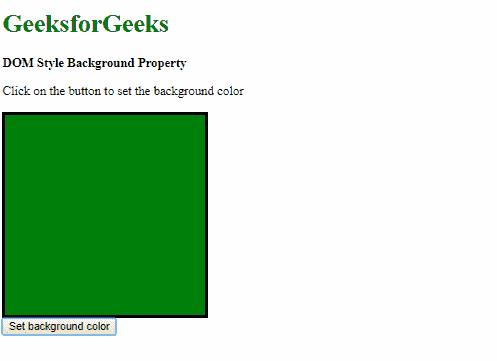 GeeksforGeeks
DOM Style Background Property
Click on the button to set the background color
Set background color